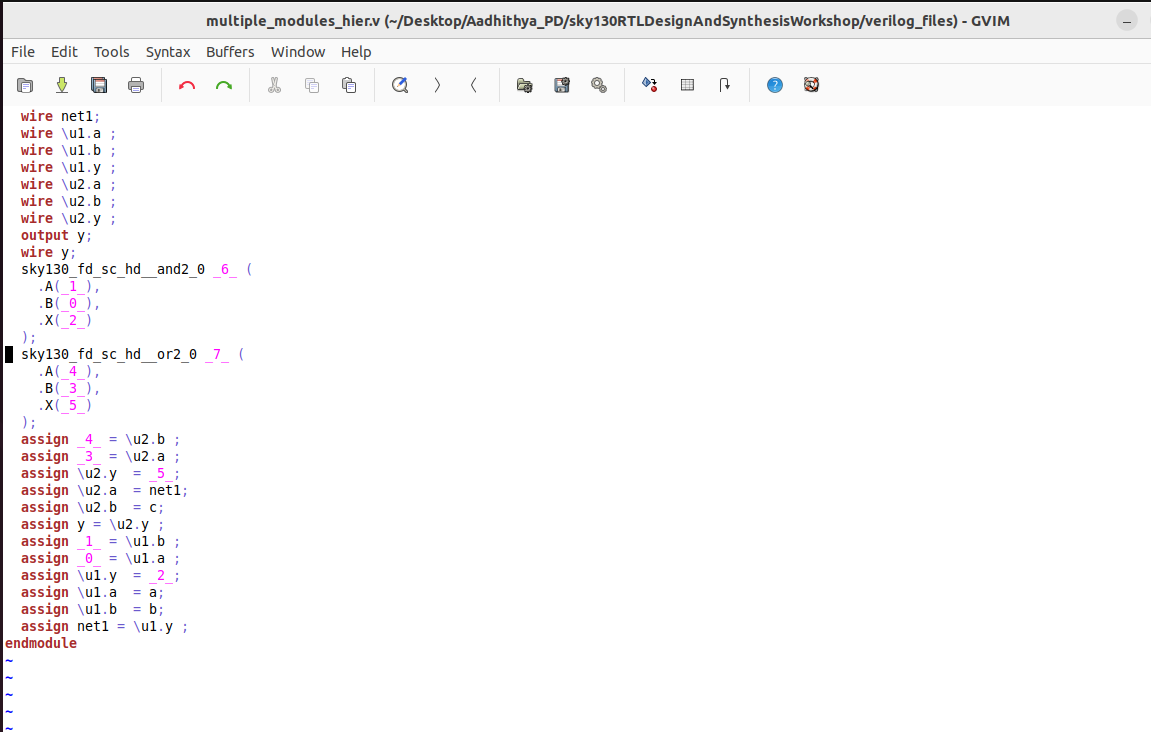 multiple_modules_hier.v (~/Desktop/Aadhithya_PD/sky130RTLDesignAndSynthesisWorkshop/verilog_files) - GVIM
File Edit Tools Syntax Buffers Window Help
wire net1;
wire \u1.a ;
wire \u1.b ;
wire \u1.y ;
wire \u2.a ;
wire \u2.b ;
wire \u2.y ;
output y;
wire y;
sky130_fd_sc_hd__and2_0 _6_ (
.A(_1_),
.B(_0_),
.X(_2_)
);
sky130_fd_sc_hd__or2_0 _7_ (
.A(_4_),
.B(_3_),
.X(_5_)
);
assign _4_ = \u2.b ;
assign _3_ = \u2.a ;
assign \u2.y  = _5_;
assign \u2.a  = net1;
assign \u2.b  = c;
assign y = \u2.y ;
assign _1_ = \u1.b ;
assign _0_ = \u1.a ;
assign \u1.y  = _2_;
assign \u1.a  = a;
assign \u1.b  = b;
assign net1 = \u1.y ;
endmodule
~
~
~
~
~